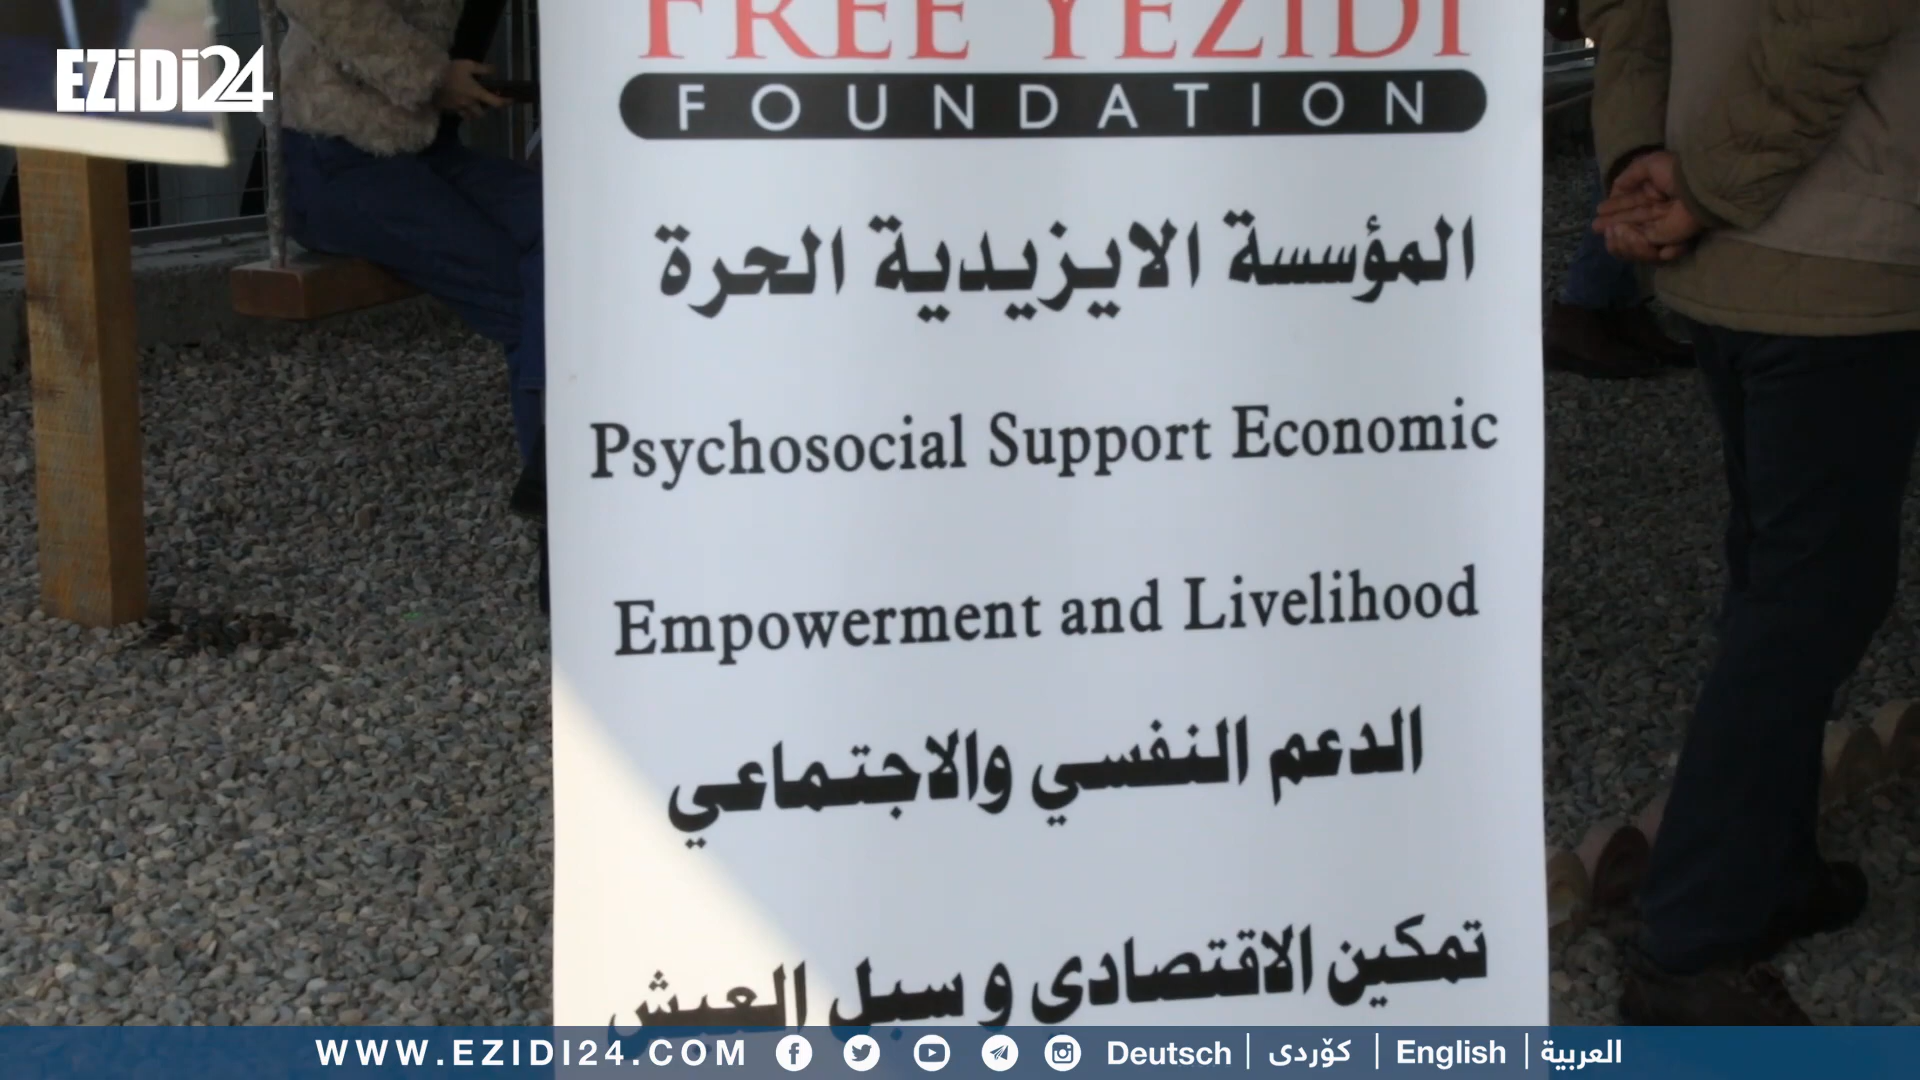 EZiDi24
FREE YEZIDI
FOUNDATION
المؤسسة الايزيدية الحرة
Psychosocial Support Economic
Empowerment and Livelihood
الدعم النفسي والاجتماعي
تمكين الاقتصادي و سبل العيش
WWW.EZIDI24.COM Deutsch | كۆردی | English | العربية